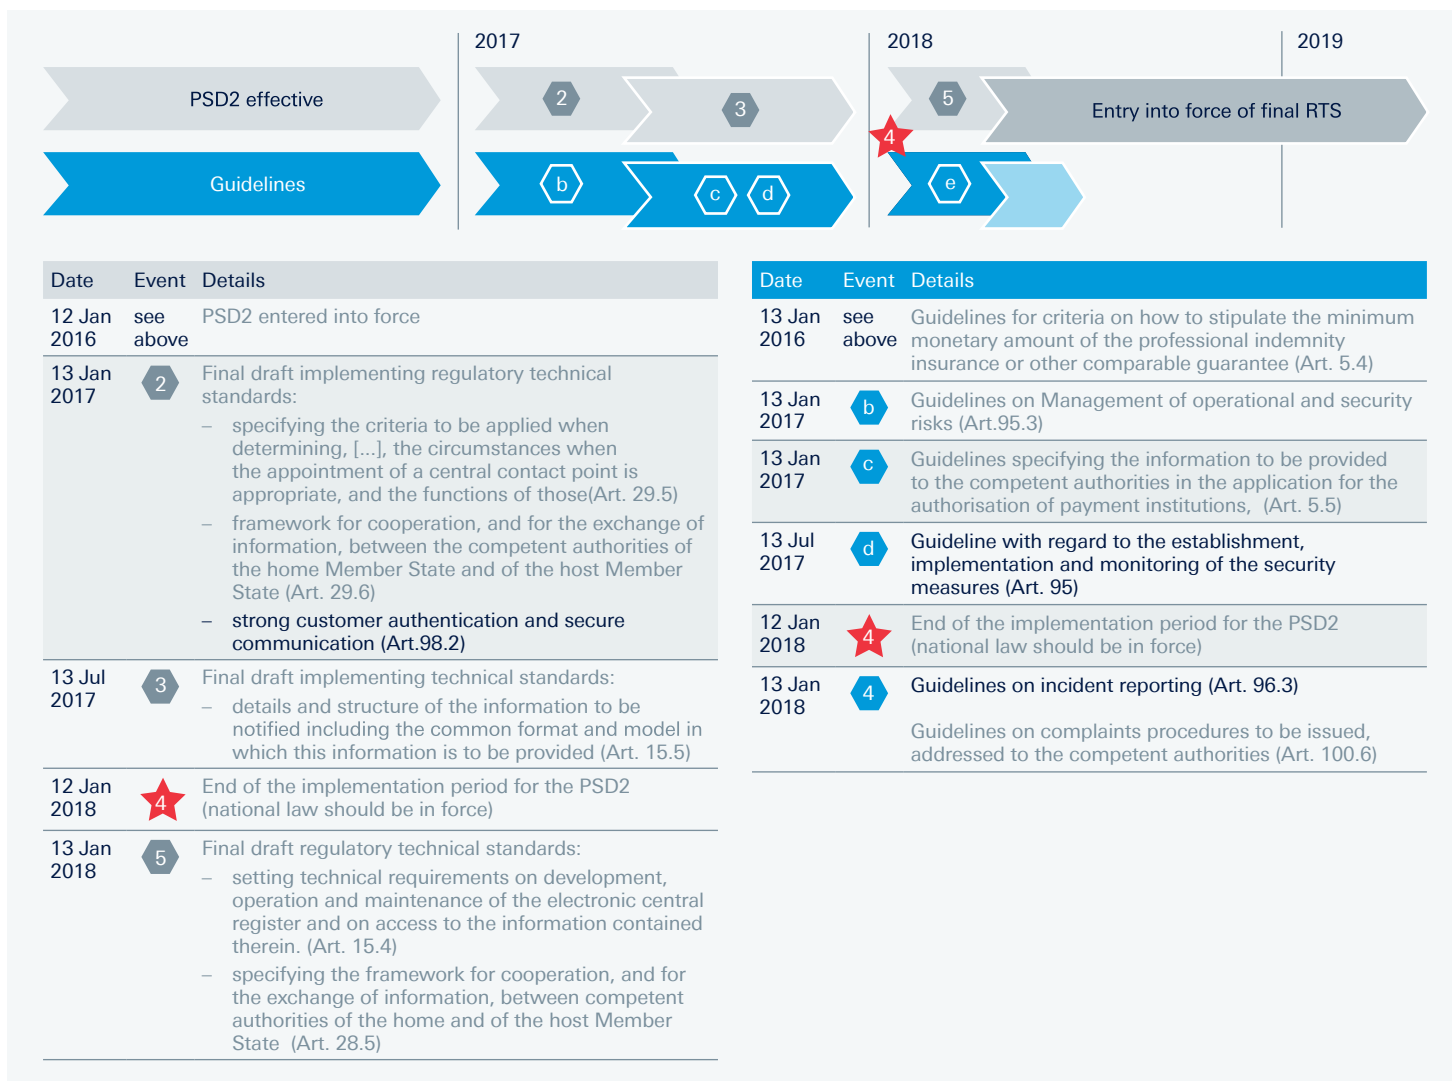 2017
2018
2019
PSD2 effective
2
3
5
Entry into force of final RTS
4
Guidelines
b
c
d
e
Date Event Details
12 Jan 2016 see above PSD2 entered into force
13 Jan 2017 2 Final draft implementing regulatory technical
standards:
– specifying the criteria to be applied when
determining, [...], the circumstances when
the appointment of a central contact point is
appropriate, and the functions of those(Art. 29.5)
– framework for cooperation, and for the exchange of
information, between the competent authorities of
the home Member State and of the host Member
State (Art. 29.6)
– strong customer authentication and secure
communication (Art.98.2)
13 Jul 2017 3 Final draft implementing technical standards:
– details and structure of the information to be
notified including the common format and model in
which this information is to be provided (Art. 15.5)
12 Jan 2018 4 End of the implementation period for the PSD2
(national law should be in force)
13 Jan 2018 5 Final draft regulatory technical standards:
– setting technical requirements on development,
operation and maintenance of the electronic central
register and on access to the information contained
therein. (Art. 15.4)
– specifying the framework for cooperation, and for
the exchange of information, between competent
authorities of the home and of the host Member
State (Art. 28.5)
Date Event Details
13 Jan 2016 see above Guidelines for criteria on how to stipulate the minimum
monetary amount of the professional indemnity
insurance or other comparable guarantee (Art. 5.4)
13 Jan 2017 b Guidelines on Management of operational and security
risks (Art.95.3)
13 Jan 2017 c Guidelines specifying the information to be provided
to the competent authorities in the application for the
authorisation of payment institutions, (Art. 5.5)
13 Jul 2017 d Guideline with regard to the establishment,
implementation and monitoring of the security
measures (Art. 95)
12 Jan 2018 4 End of the implementation period for the PSD2
(national law should be in force)
13 Jan 2018 4 Guidelines on incident reporting (Art. 96.3)
Guidelines on complaints procedures to be issued,
addressed to the competent authorities (Art. 100.6)